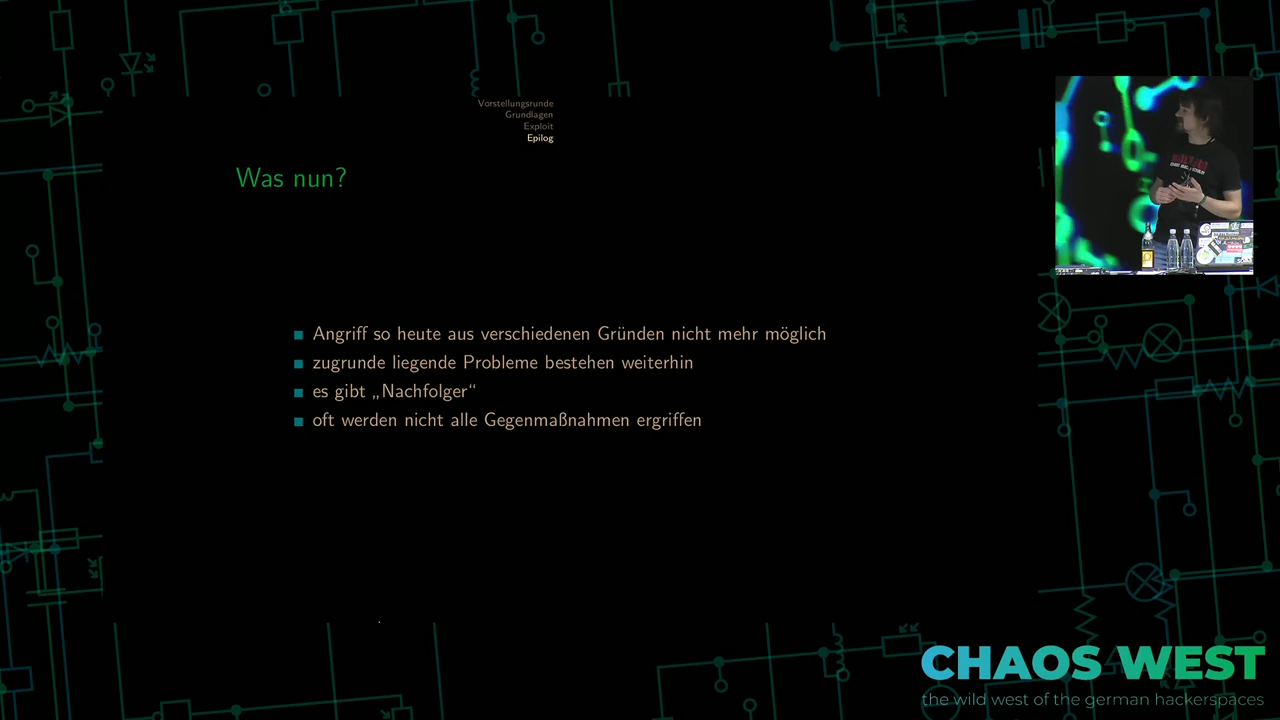 Vorstellungsrunde
Grundlagen
Exploit
Epilog
Was nun?
Angriff so heute aus verschiedenen Gründen nicht mehr möglich
zugrunde liegende Probleme bestehen weiterhin
es gibt „Nachfolger“
oft werden nicht alle Gegenmaßnahmen ergriffen
CHAOS WEST
the wild west of the german hackerspaces